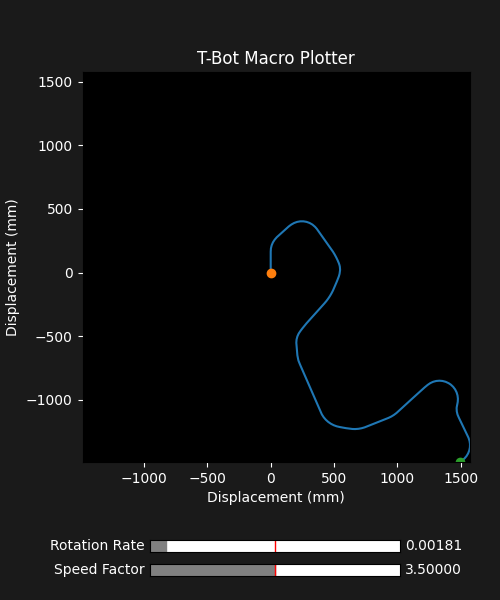 T-Bot Macro Plotter
1500
1000
500
0
−500
−1000
Displacement (mm)
−1000 −500 0 500 1000 1500
Displacement (mm)
Rotation Rate 0.00181
Speed Factor 3.50000